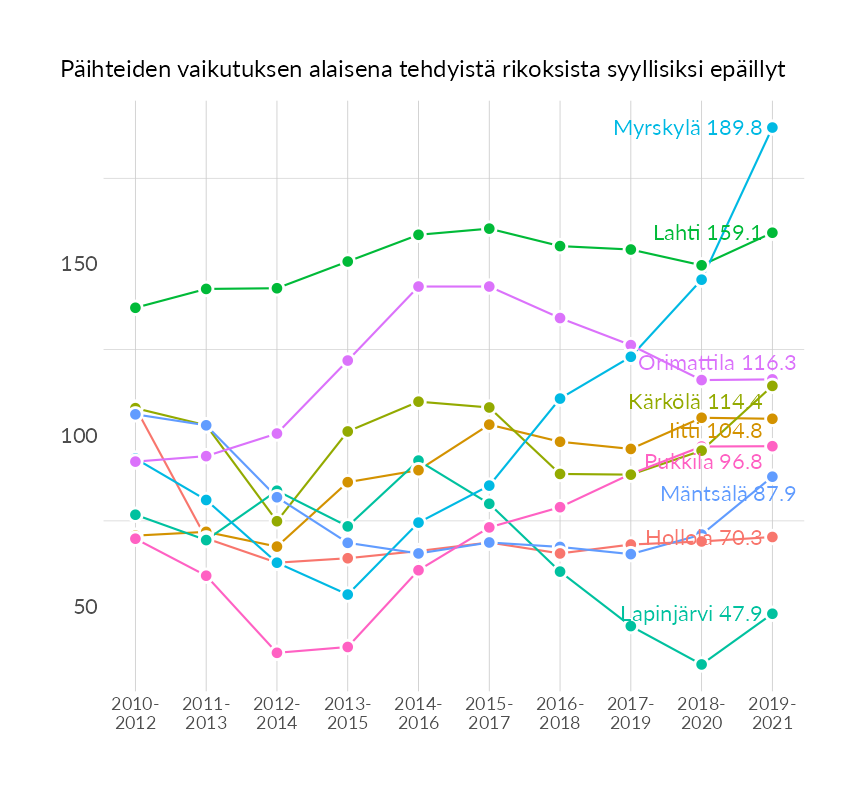 Päihteiden vaikutuksen alaisena tehdyistä rikoksista syyllisiksi epäillyt
Myrskylä 189.8
Lahti 159.1
150
Orimattila 116.3
Kärkölä 114.4
100
Iitti 104.8
Pukkila 96.8
Mäntsälä 87.9
Hollola 70.3
50
Lapinjärvi 47.9
2010-
2012
2011-
2013
2012-
2014
2013-
2015
2014-
2016
2015-
2017
2016-
2018
2017-
2019
2018-
2020
2019-
2021